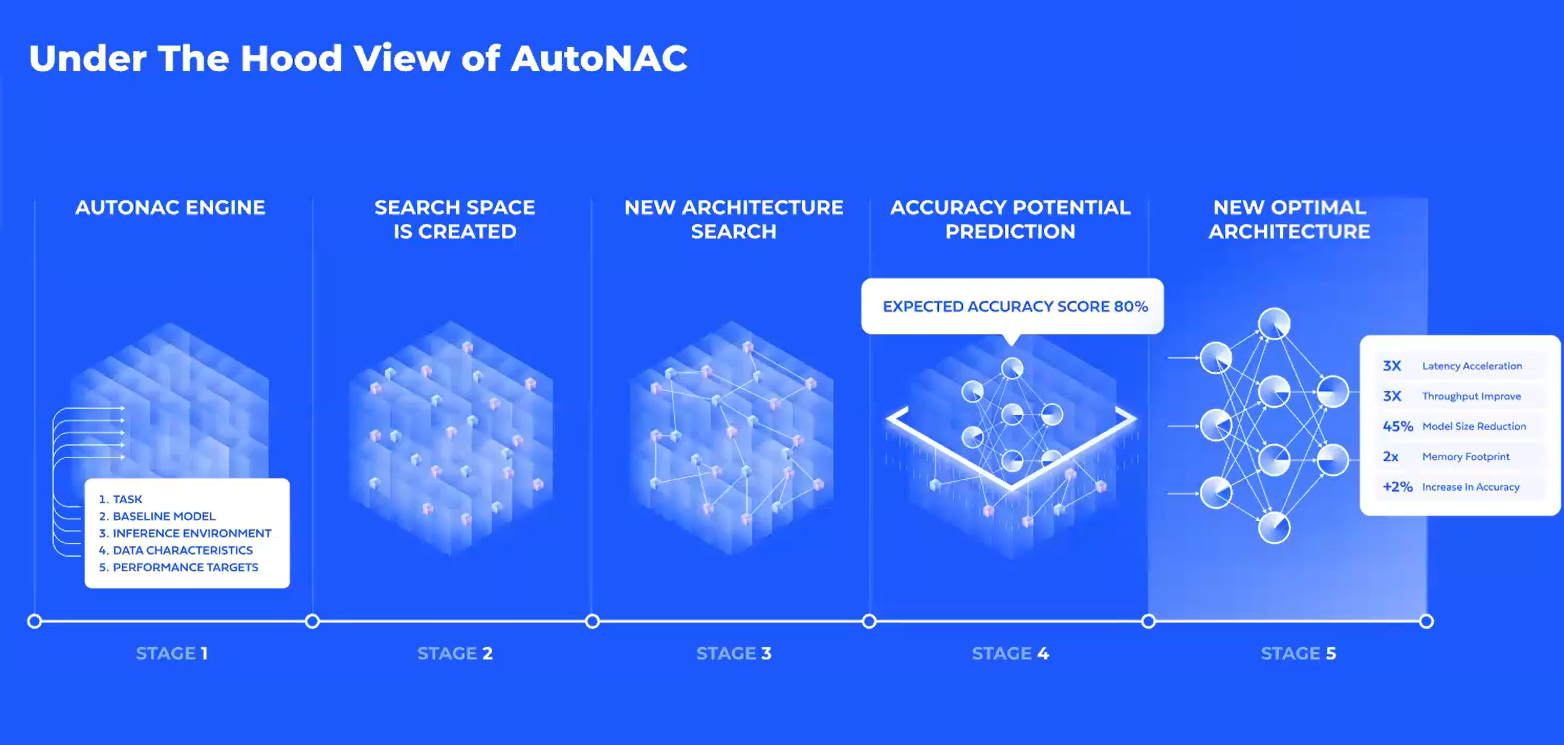 Under The Hood View of AutoNAC
AUTONAC ENGINE
1. TASK
2. BASELINE MODEL
3. INFERENCE ENVIRONMENT
4. DATA CHARACTERISTICS
5. PERFORMANCE TARGETS
STAGE 1
SEARCH SPACE
IS CREATED
STAGE 2
NEW ARCHITECTURE
SEARCH
STAGE 3
ACCURACY POTENTIAL
PREDICTION
EXPECTED ACCURACY SCORE 80%
STAGE 4
NEW OPTIMAL
ARCHITECTURE
3X Latency Acceleration
3X Throughput Improve
45% Model Size Reduction
2x Memory Footprint
+2% Increase In Accuracy
STAGE 5